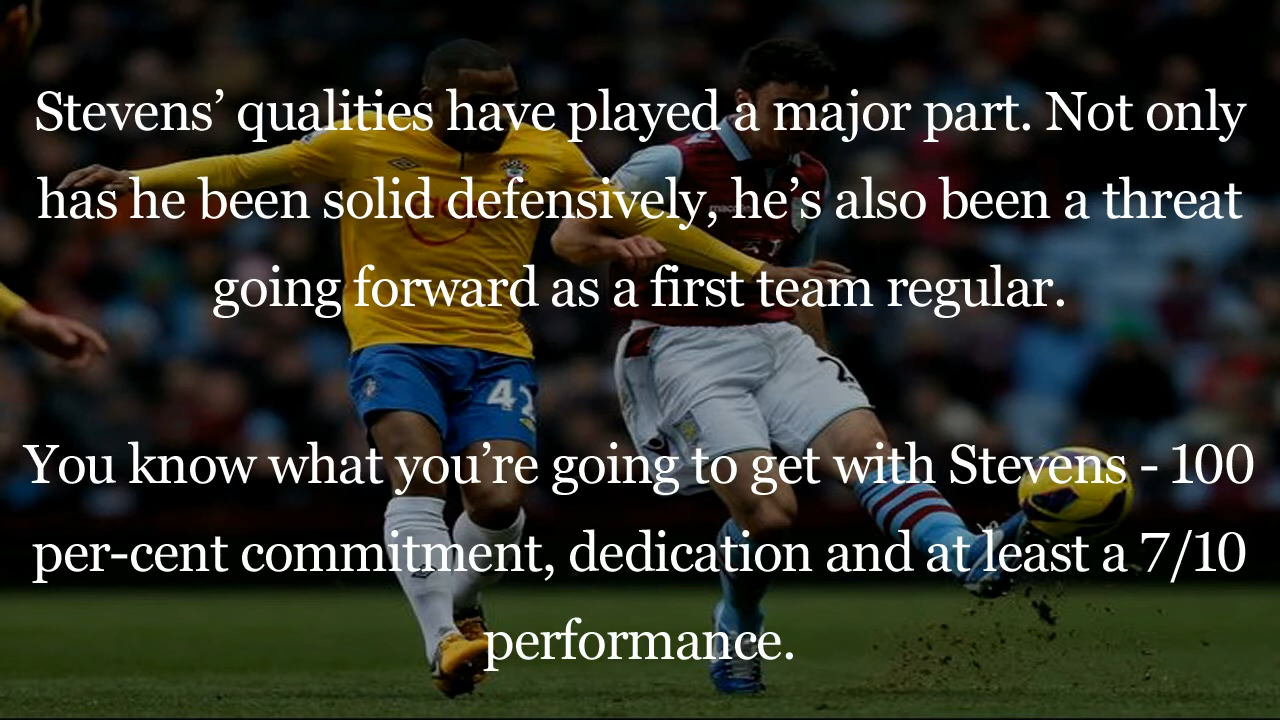 Stevens’ qualities have played a major part. Not only
has he been solid defensively, he’s also been a threat
going forward as a first team regular.
42
You know what you’re going to get with Stevens - 100
per-cent commitment, dedication and at least a 7/10
performance.